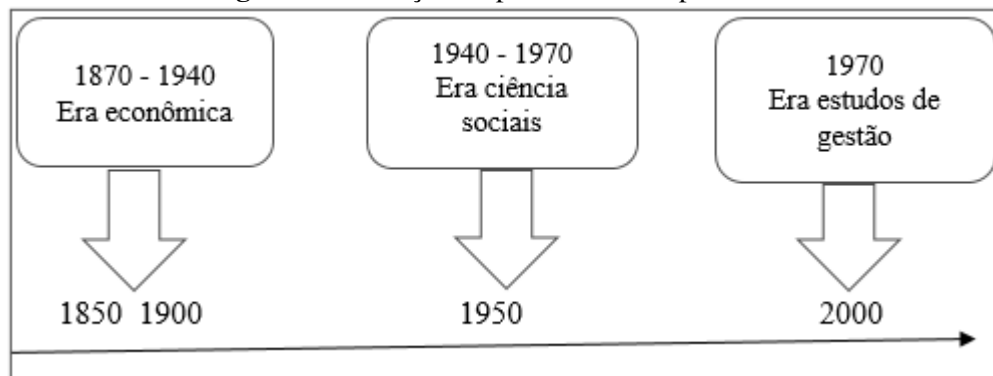 1870 - 1940
Era econômica
1940 - 1970
Era ciência
sociais
1970
Era estudos de
gestão
1850 1900
1950
2000